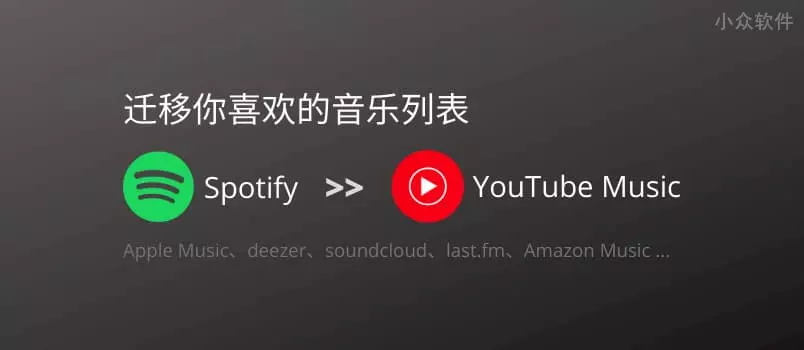 小众软件
迁移你喜欢的音乐列表
Spotify >> YouTube Music
Apple Music、deezer、soundcloud、last.fm、Amazon Music ...